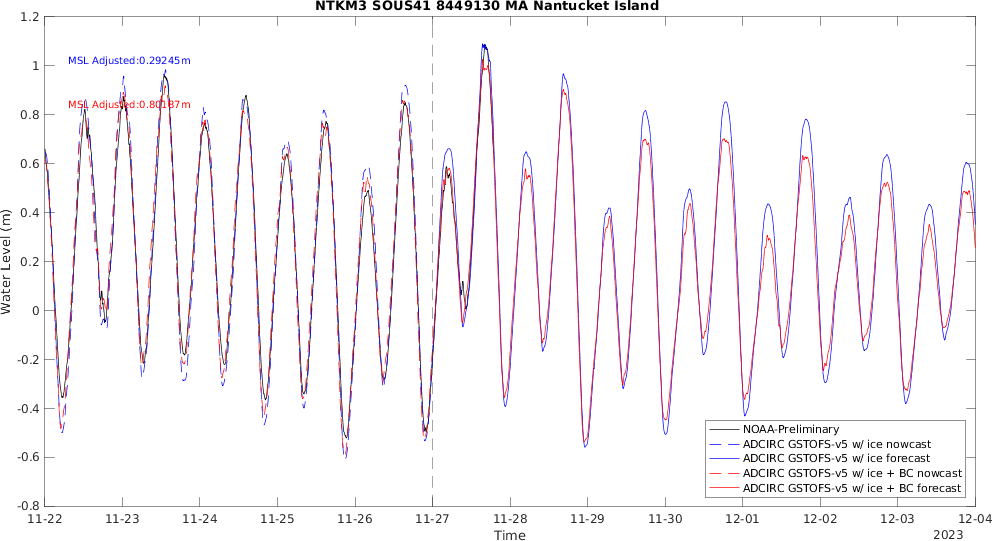 NTKM3 SOUS41 8449130 MA Nantucket Island
1.2
1
0.8
0.6
0.4
0.2
0
-0.2
-0.4
-0.6
-0.8
Water Level (m)
MSL Adjusted:0.29245m
MSL Adjusted:0.80187m
NOAA-Preliminary
ADCIRC GSTOFS-v5 w/ ice nowcast
ADCIRC GSTOFS-v5 w/ ice forecast
ADCIRC GSTOFS-v5 w/ ice + BC nowcast
ADCIRC GSTOFS-v5 w/ ice + BC forecast
11-22 11-23 11-24 11-25 11-26 11-27 11-28 11-29 11-30 12-01 12-02 12-03 12-04
Time
2023